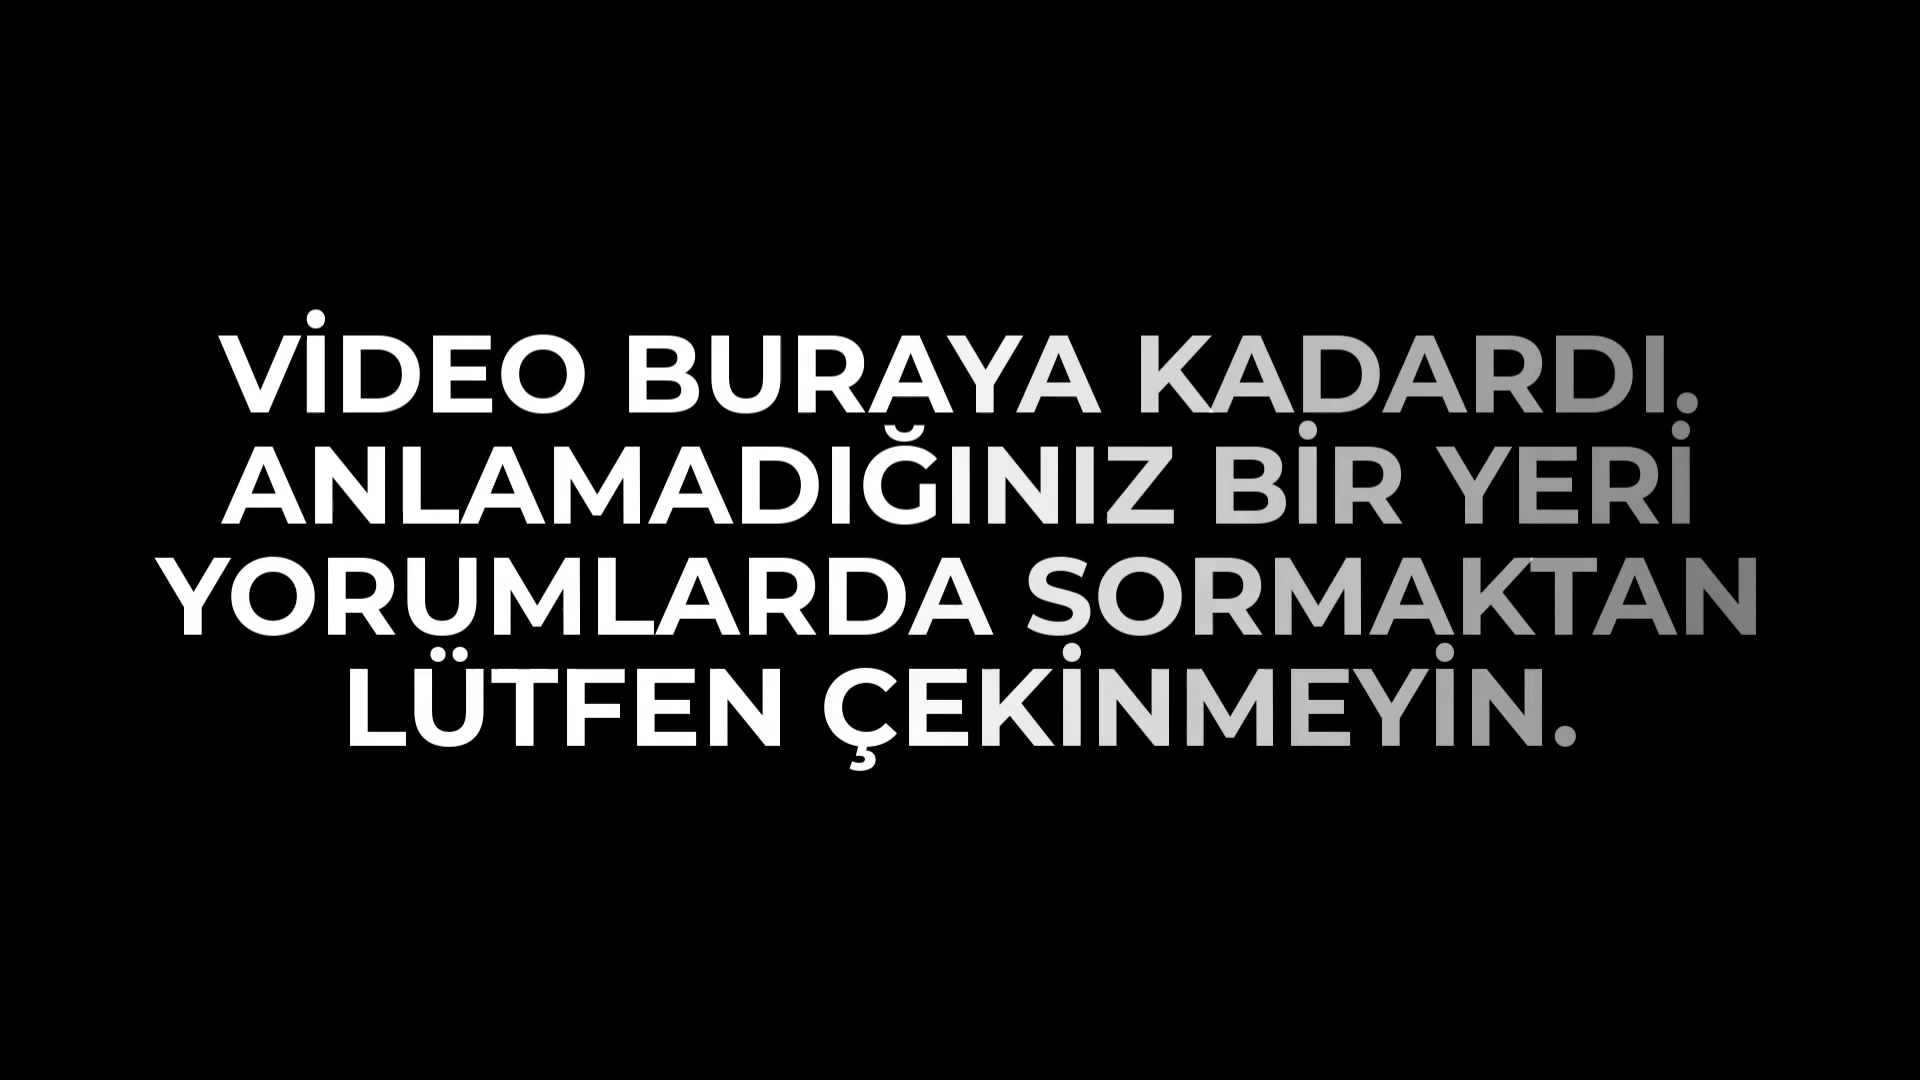 VİDEO BURAYA KADARDI.
ANLAMADIĞINIZ BİR YERİ
YORUMLARDA SORMAKTAN
LÜTFEN ÇEKİNMEYİN.